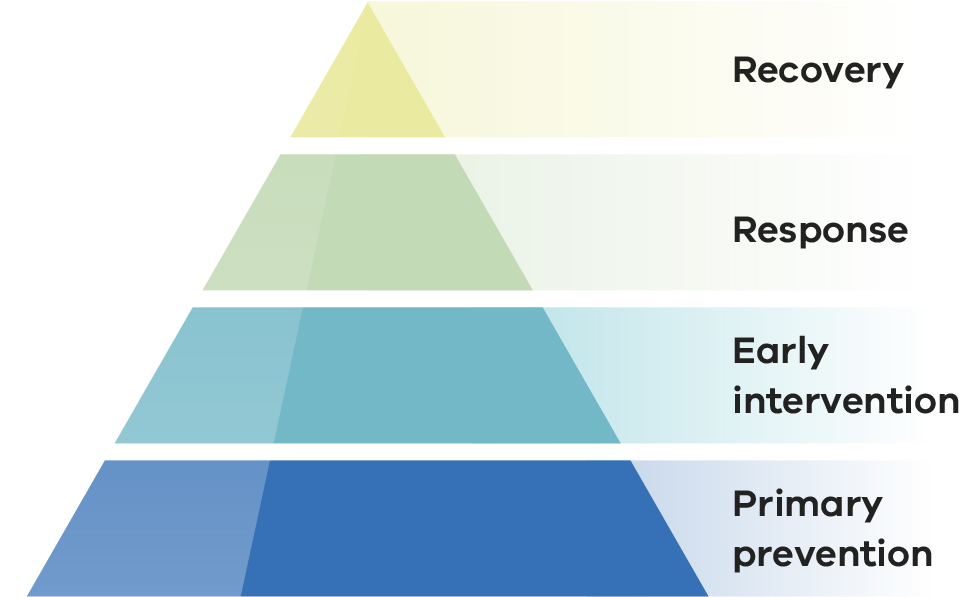 Recovery
Response
Early
intervention
Primary
prevention